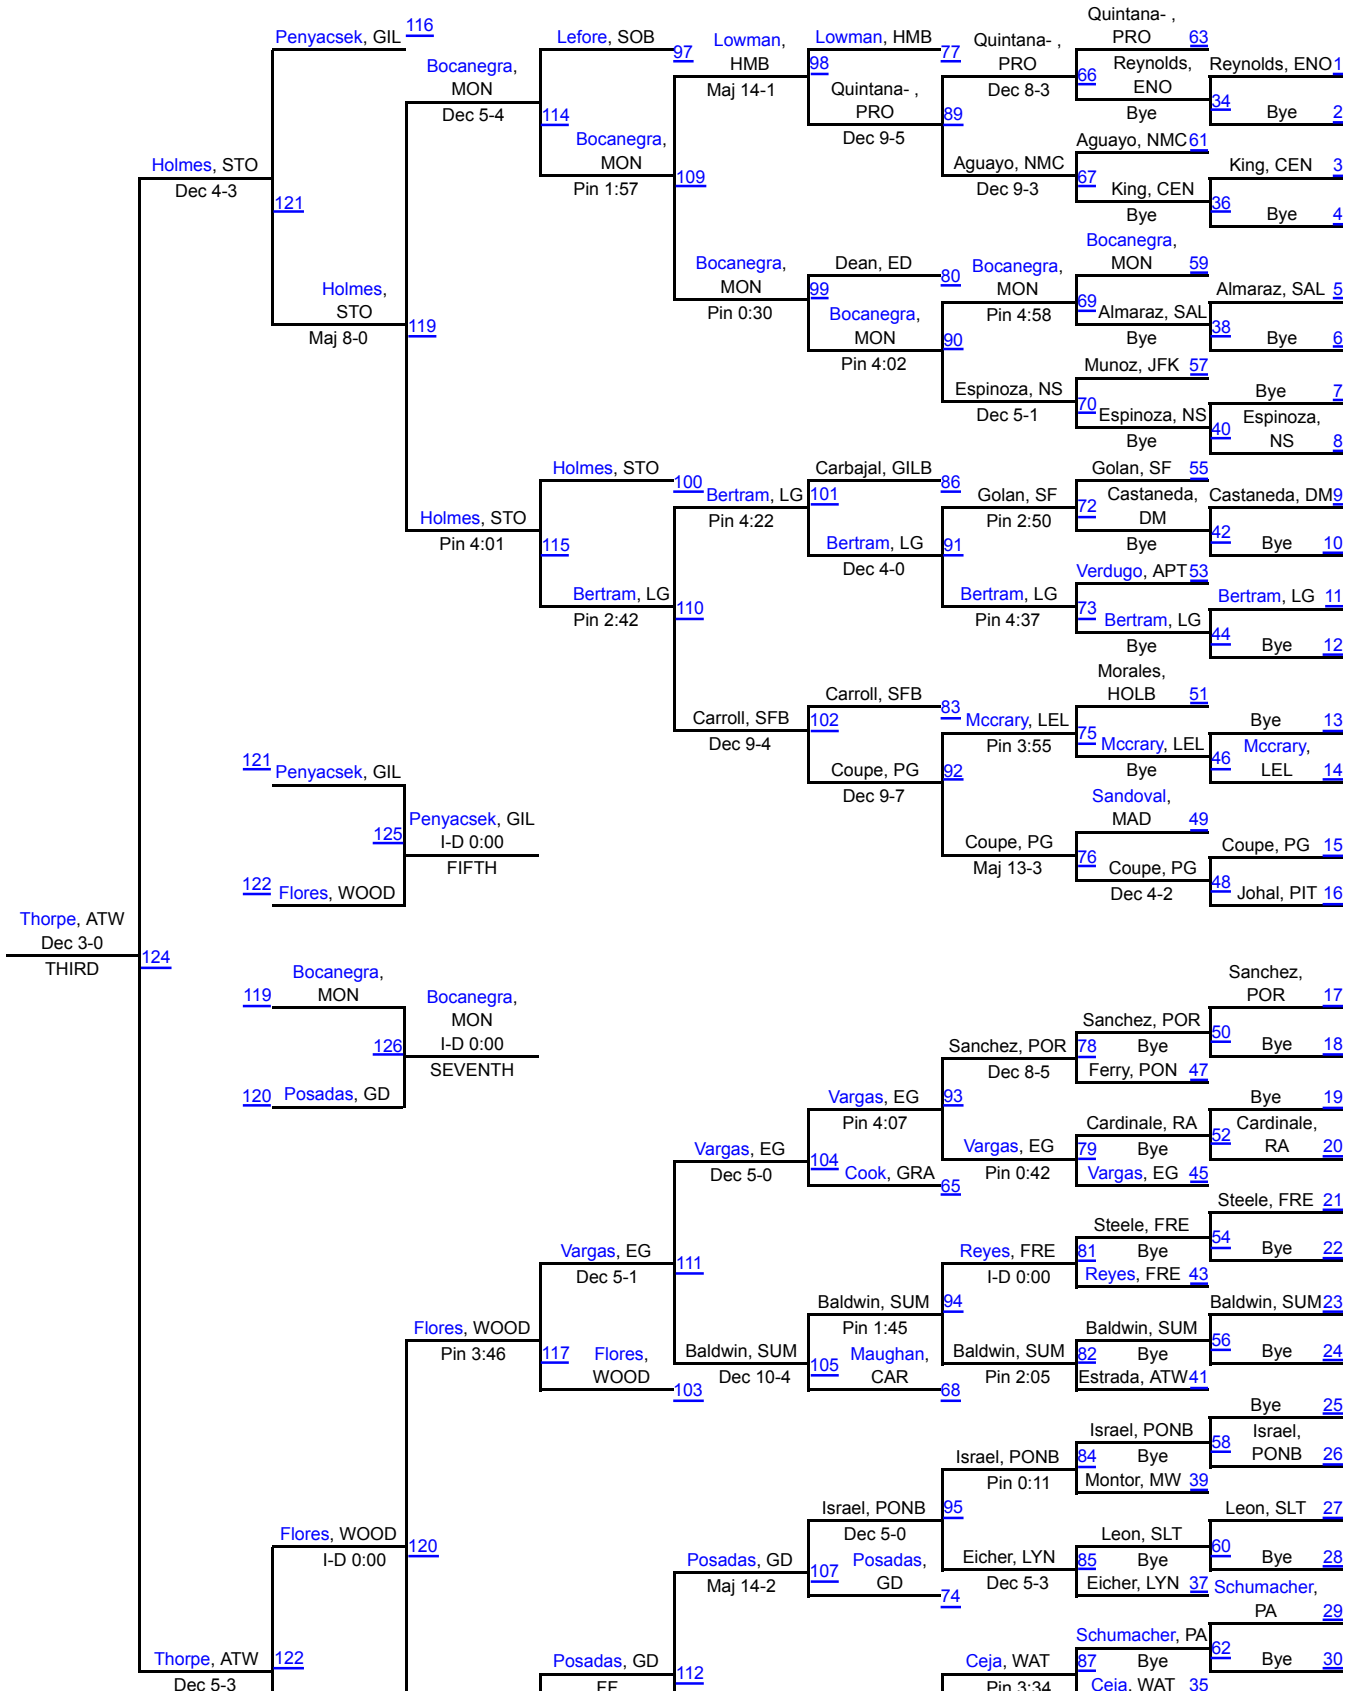 Penyacsek, GIL 116
Lefore, SOB 97
Lowman, HMB
Maj 14-1
Lowman, HMB 77
98
Quintana- , PRO
Dec 8-3
Quintana- , PRO 63
66
Reynolds, ENO
Bye
Reynolds, ENO 1
34
Bye 2
Bocanegra, MON
Dec 5-4
114
Bocanegra, MON
Pin 1:57
109
Quintana- , PRO
Dec 9-5
89
Aguayo, NMC
Dec 9-3
Aguayo, NMC 61
67
King, CEN
Bye
King, CEN 3
36
Bye 4
Holmes, STO
Dec 4-3
121
Holmes, STO
Maj 8-0
119
Bocanegra, MON
Pin 0:30
Dean, ED 80
99
Bocanegra, MON
Pin 4:02
90
Bocanegra, MON
Pin 4:58
Bocanegra, MON 59
69
Almaraz, SAL
Bye
Almaraz, SAL 5
38
Bye 6
Espinoza, NS
Dec 5-1
Munoz, JFK 57
70
Espinoza, NS
Bye
Bye 7
40
Espinoza, NS 8
Holmes, STO
Pin 4:01
115
Holmes, STO 100
Bertram, LG
Pin 4:22
Carbajal, GILB 86
101
Bertram, LG
Dec 4-0
91
Golan, SF
Pin 2:50
Golan, SF 55
72
Castaneda, DM
Bye
Castaneda, DM 9
42
Bye 10
Bertram, LG
Pin 2:42
110
Bertram, LG
Pin 4:37
Verdugo, APT 53
73
Bertram, LG
Bye
Bertram, LG 11
44
Bye 12
Carroll, SFB
Dec 9-4
Carroll, SFB 83
102
Coupe, PG
Dec 9-7
92
Mccrary, LEL
Pin 3:55
Morales, HOLB 51
75
Mccrary, LEL
Bye
Bye 13
46
Mccrary, LEL 14
Coupe, PG
Maj 13-3
Sandoval, MAD 49
76
Coupe, PG
Dec 4-2
Coupe, PG 15
48
Johal, PIT 16
121 Penyacsek, GIL
125
Penyacsek, GIL
I-D 0:00
FIFTH
122 Flores, WOOD
Thorpe, ATW
Dec 3-0
THIRD
124
119
Bocanegra, MON
126
Bocanegra, MON
I-D 0:00
SEVENTH
120 Posadas, GD
Sanchez, POR
Dec 8-5
Sanchez, POR
78
Bye
Ferry, PON 47
Sanchez, POR 17
50
Bye 18
Vargas, EG
Dec 5-0
Vargas, EG
Pin 4:07
93
104
Cook, GRA 65
Vargas, EG
Pin 0:42
Cardinale, RA
79
Bye
Vargas, EG 45
Bye 19
52
Cardinale, RA 20
Vargas, EG
Dec 5-1
111
Reyes, FRE
I-D 0:00
Steele, FRE
81
Bye
Reyes, FRE 43
Steele, FRE 21
54
Bye 22
Flores, WOOD
Pin 3:46
117
Flores, WOOD 103
Baldwin, SUM
Dec 10-4
Baldwin, SUM
Pin 1:45
94
105
Maughan, CAR 68
Baldwin, SUM
Pin 2:05
Baldwin, SUM
82
Bye
Estrada, ATW 41
Baldwin, SUM 23
56
Bye 24
Israel, PONB
Pin 0:11
Israel, PONB
84
Bye
Montor, MW 39
Bye 25
58
Israel, PONB 26
Flores, WOOD
I-D 0:00
120
Posadas, GD
Maj 14-2
Israel, PONB
Dec 5-0
95
107
Posadas, GD 74
Eicher, LYN
Dec 5-3
Leon, SLT
85
Bye
Eicher, LYN 37
Leon, SLT 27
60
Bye 28
Thorpe, ATW
Dec 5-3
122
Posadas, GD
FF
112
Ceja, WAT
Pin 3:34
Schumacher, PA
87
Bye
Ceja, WAT 35
Schumacher, PA 29
62
Bye 30